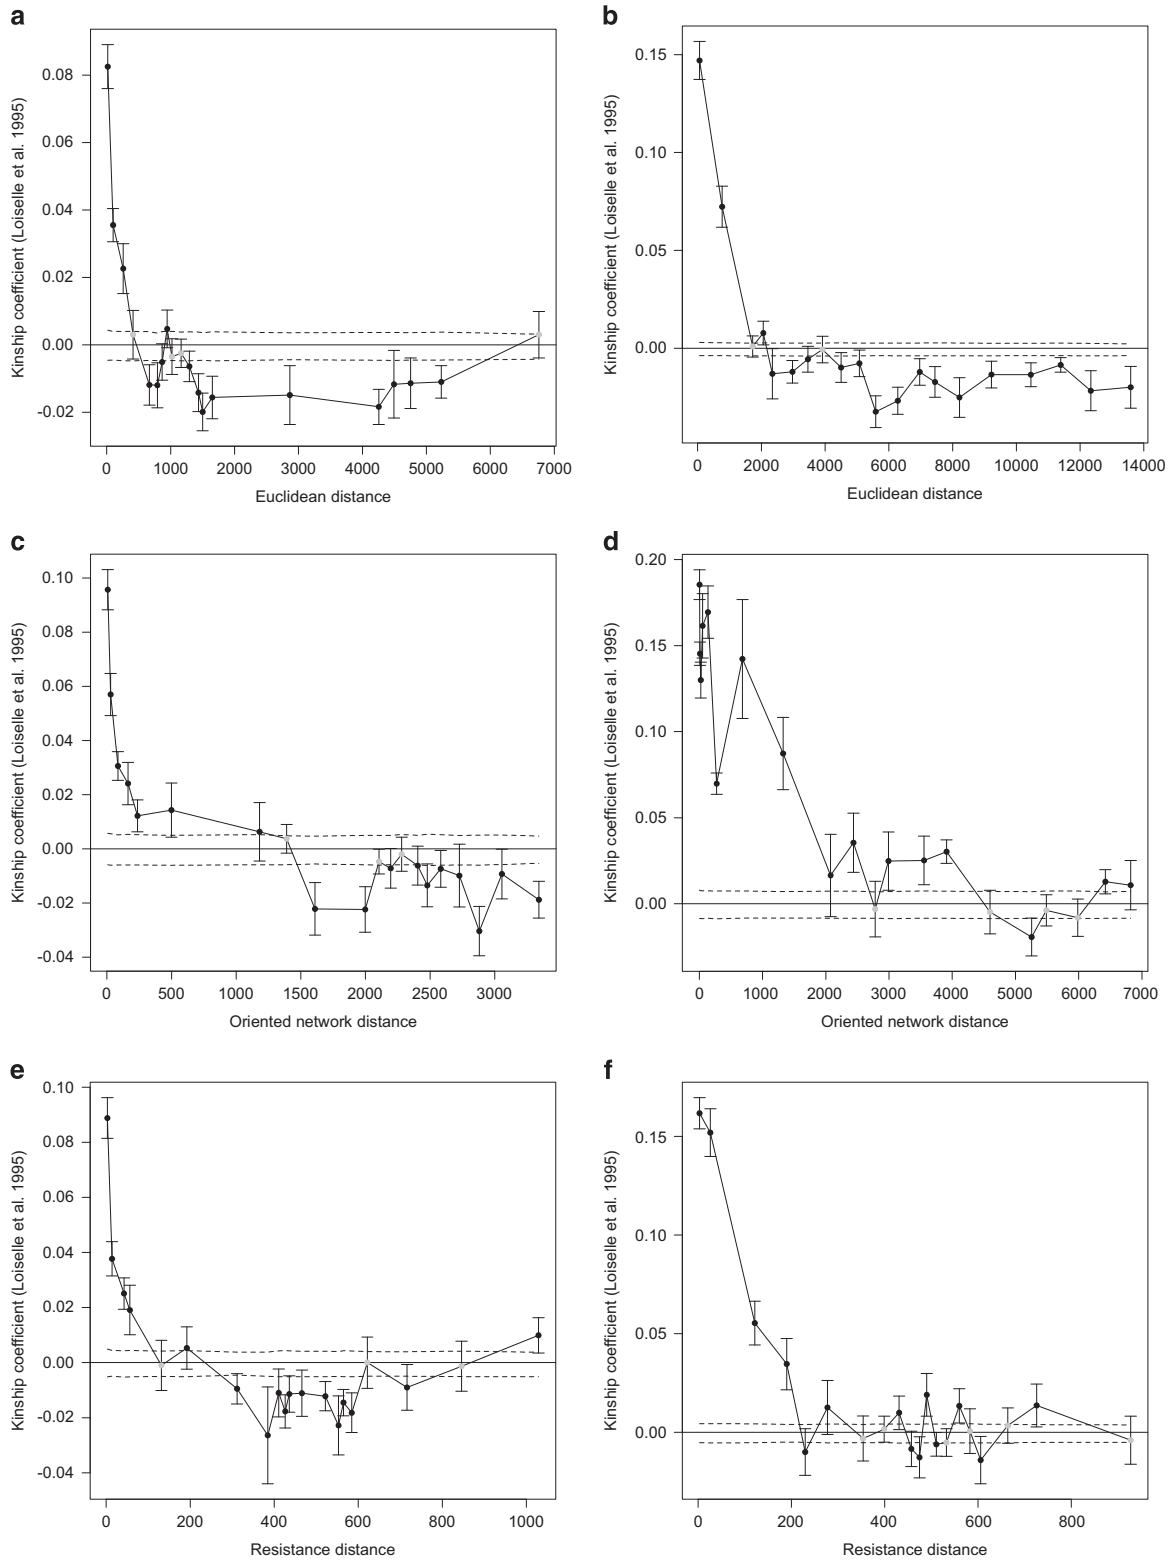 a
Kinship coefficient (Loiselle et al. 1995)
0.08
0.06
0.04
0.02
0.00
-0.02
0 1000 2000 3000 4000 5000 6000 7000
Euclidean distance
b
Kinship coefficient (Loiselle et al. 1995)
0.15
0.10
0.05
0.00
0 2000 4000 6000 8000 10000 12000 14000
Euclidean distance
c
Kinship coefficient (Loiselle et al. 1995)
0.10
0.08
0.06
0.04
0.02
0.00
-0.02
-0.04
0 500 1000 1500 2000 2500 3000
Oriented network distance
d
Kinship coefficient (Loiselle et al. 1995)
0.20
0.15
0.10
0.05
0.00
0 1000 2000 3000 4000 5000 6000 7000
Oriented network distance
e
Kinship coefficient (Loiselle et al. 1995)
0.10
0.08
0.06
0.04
0.02
0.00
-0.02
-0.04
0 200 400 600 800 1000
Resistance distance
f
Kinship coefficient (Loiselle et al. 1995)
0.15
0.10
0.05
0.00
0 200 400 600 800
Resistance distance